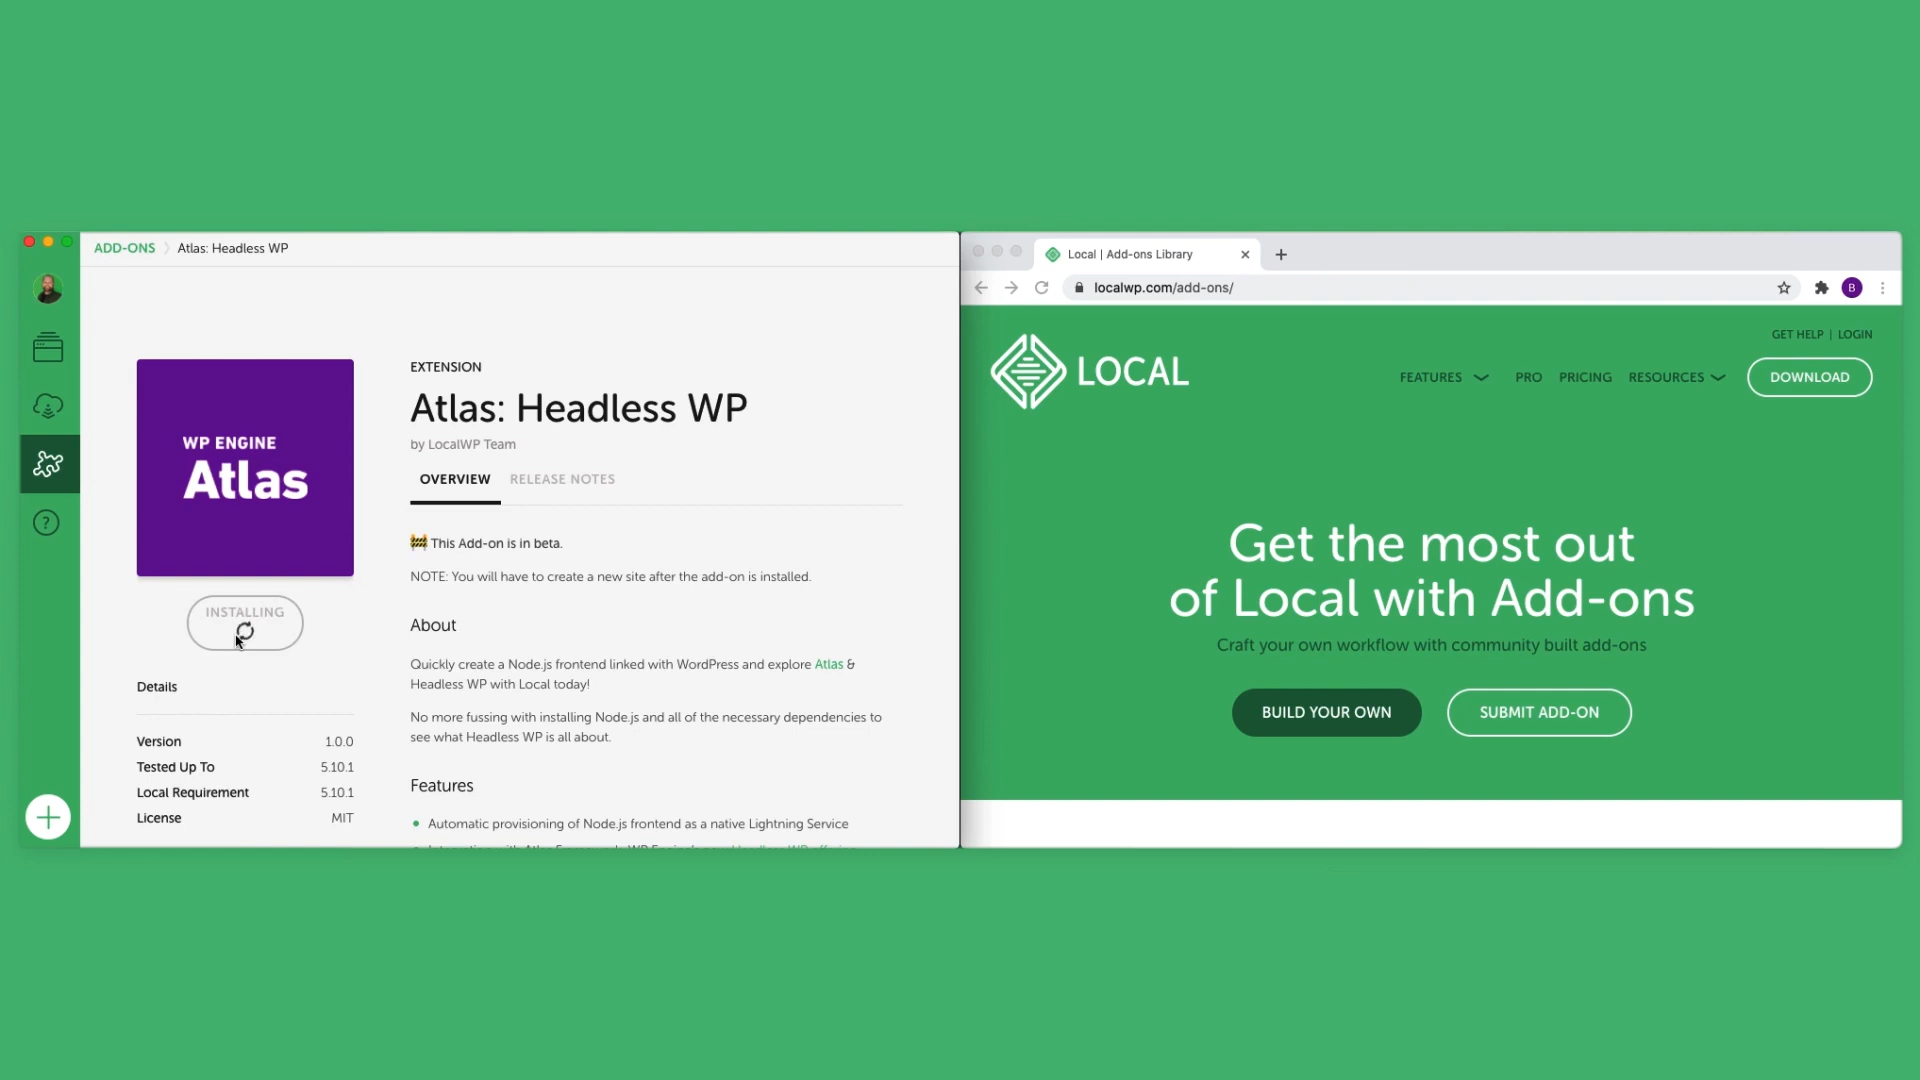 ADD-ONS
Atlas: Headless WP
WP ENGINE
Atlas
INSTALLING
Details
Version 1.0.0
Tested Up To 5.10.1
Local Requirement 5.10.1
License MIT
EXTENSION
Atlas: Headless WP
by LocalWP Team
OVERVIEW RELEASE NOTES
This Add-on is in beta.
NOTE: You will have to create a new site after the add-on is installed.
About
Quickly create a Node.js frontend linked with WordPress and explore Atlas &
Headless WP with Local today!
No more fussing with installing Node.js and all of the necessary dependencies to
see what Headless WP is all about.
Features
Automatic provisioning of Node.js frontend as a native Lightning Service
Local | Add-ons Library
localwp.com/add-ons/
B
GET HELP | LOGIN
LOCAL
FEATURES PRO PRICING RESOURCES DOWNLOAD
Get the most out
of Local with Add-ons
Craft your own workflow with community built add-ons
BUILD YOUR OWN SUBMIT ADD-ON